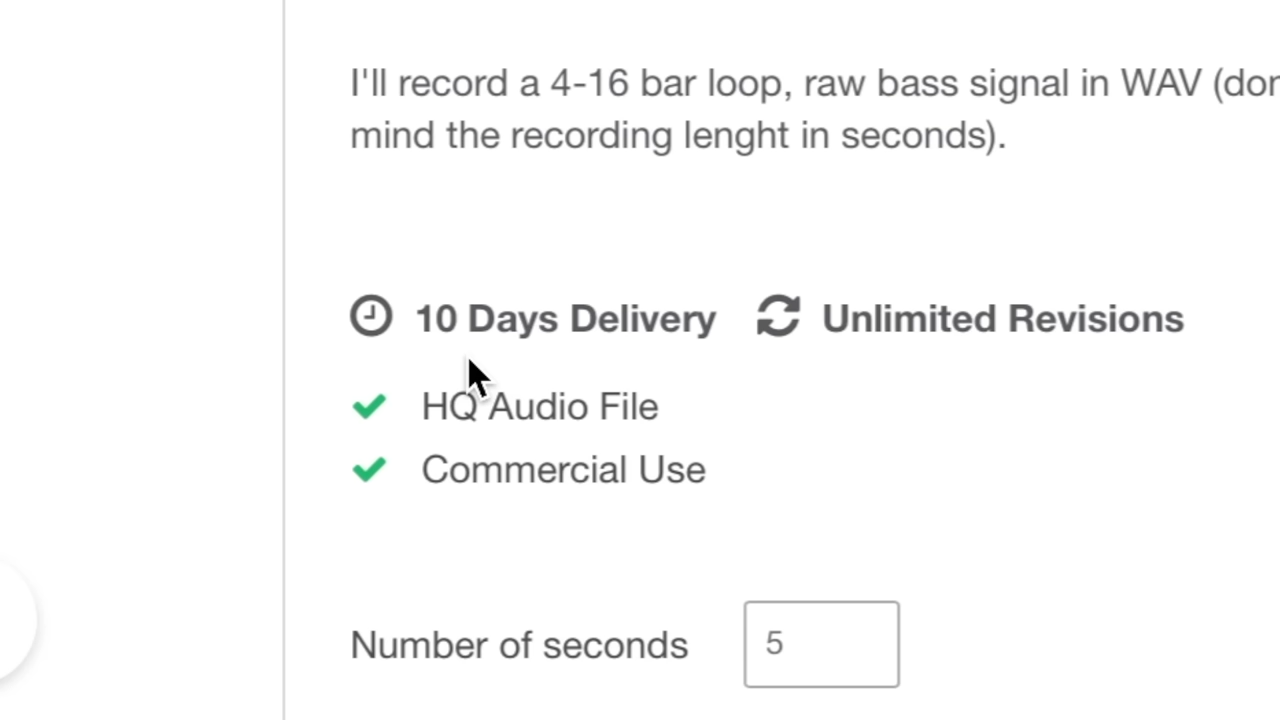 I'll record a 4-16 bar loop, raw bass signal in WAV
mind the recording lenght in seconds).
10 Days Delivery Unlimited Revisions
HQ Audio File
Commercial Use
Number of seconds 5